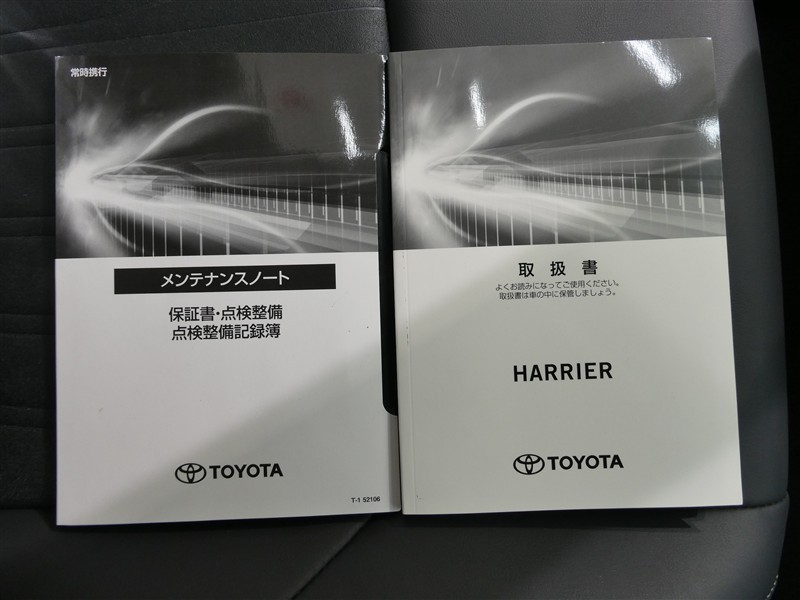 常時携行
メンテナンスノート
保証書・点検整備
点検整備記録簿
TOYOTA
T-1 52106
取扱書
よくお読みになってご使用ください。
取扱書は車の中に保管しましょう。
HARRIER
TOYOTA